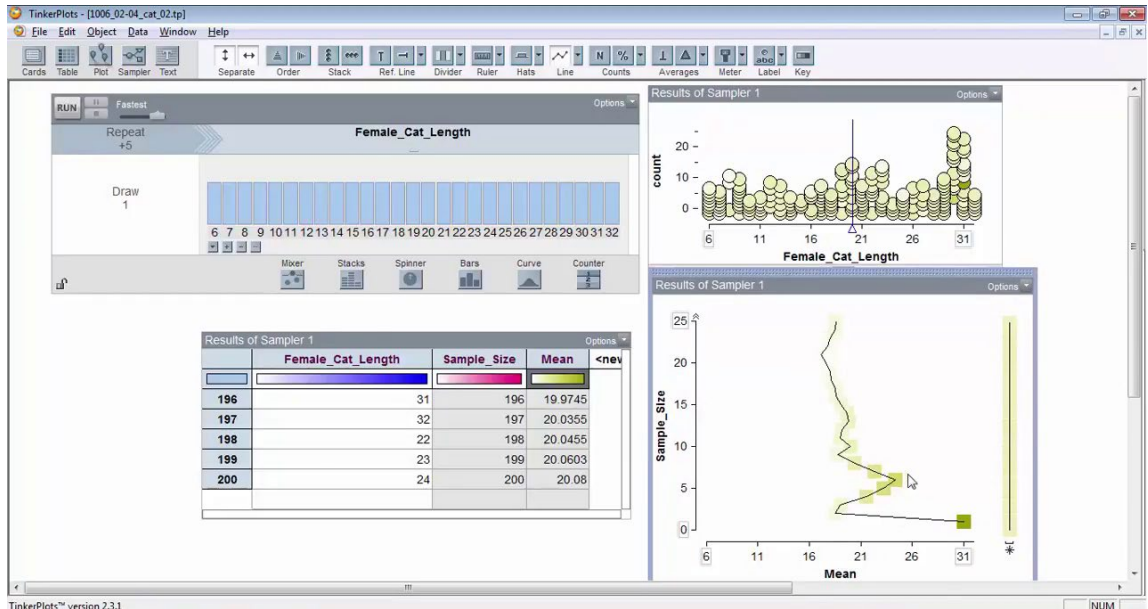 TinkerPlots - [1006_02-04_cat_02.tp]
File Edit Object Data Window Help
Cards Table Plot Sampler Text Separate Order Stack Ref. Line Divider Ruler Hats Line Counts Averages Meter Label Key
RUN Fastest Options
Repeat
+5
Female_Cat_Length
Draw
1
6 7 8 9 10 11 12 13 14 15 16 17 18 19 20 21 22 23 24 25 26 27 28 29 30 31 32
Mixer Stacks Spinner Bars Curve Counter
Results of Sampler 1 Options
count
20
10
0
6 11 16 21 26 31
Female_Cat_Length
Results of Sampler 1 Options
Female_Cat_Length Sample_Size Mean <new
196 31 196 19.9745
197 32 197 20.0355
198 22 198 20.0455
199 23 199 20.0603
200 24 200 20.08
Results of Sampler 1 Options
Sample_Size
25
20
15
10
5
0
6 11 16 21 26 31
Mean
TinkerPlots™ version 2.3.1
NUM